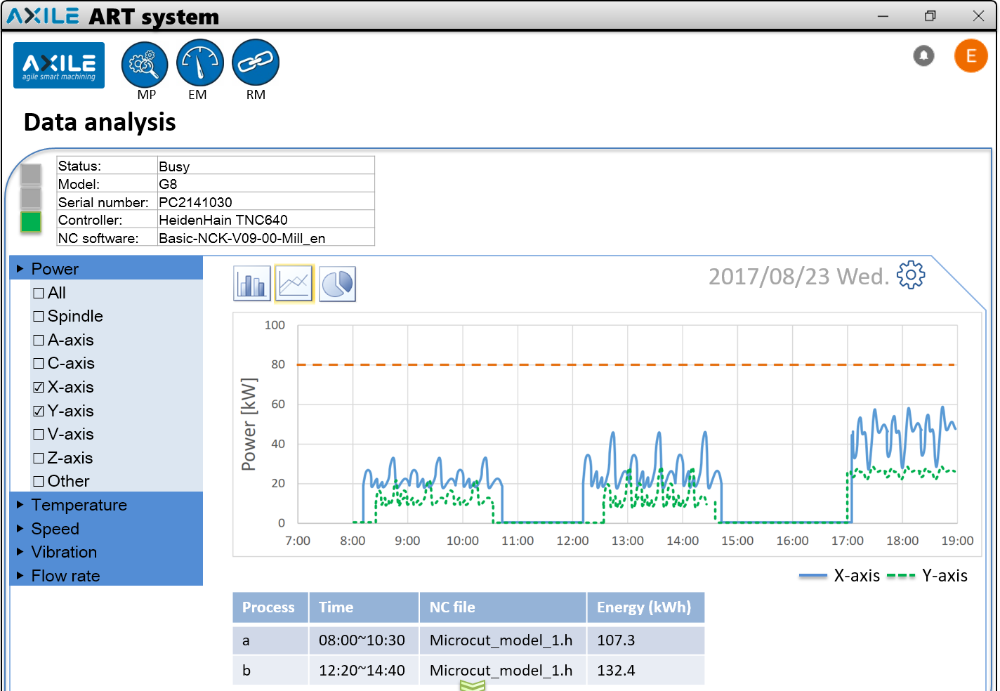 AXILE ART system
AXILE
agile smart machining
MP EM RM
E
Data analysis
Status: Busy
Model: G8
Serial number: PC2141030
Controller: HeidenHain TNC640
NC software: Basic-NCK-V09-00-Mill_en
Power
All
Spindle
A-axis
C-axis
X-axis
Y-axis
V-axis
Z-axis
Other
Temperature
Speed
Vibration
Flow rate
2017/08/23 Wed.
Power [kW]
100
80
60
40
20
0
7:00 8:00 9:00 10:00 11:00 12:00 13:00 14:00 15:00 16:00 17:00 18:00 19:00
X-axis Y-axis
Process Time NC file Energy (kWh)
a 08:00~10:30 Microcut_model_1.h 107.3
b 12:20~14:40 Microcut_model_1.h 132.4